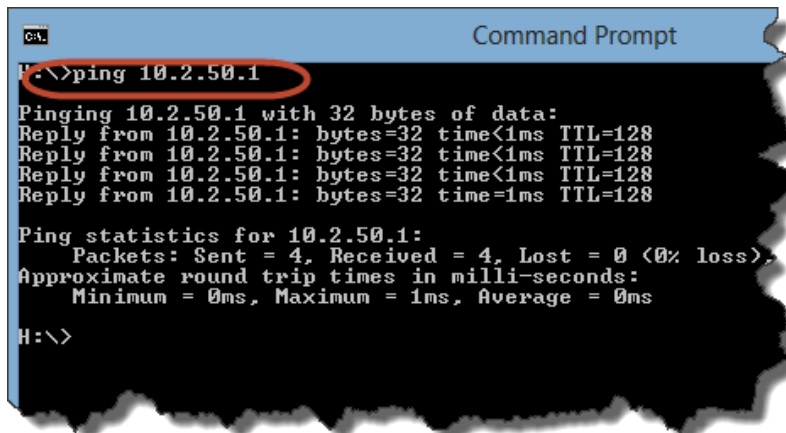 C:\.
Command Prompt
H:\>ping 10.2.50.1
Pinging 10.2.50.1 with 32 bytes of data:
Reply from 10.2.50.1: bytes=32 time<1ms TTL=128
Reply from 10.2.50.1: bytes=32 time<1ms TTL=128
Reply from 10.2.50.1: bytes=32 time<1ms TTL=128
Reply from 10.2.50.1: bytes=32 time=1ms TTL=128
Ping statistics for 10.2.50.1:
Packets: Sent = 4, Received = 4, Lost = 0 (0% loss),
Approximate round trip times in milli-seconds:
Minimum = 0ms, Maximum = 1ms, Average = 0ms
H:\>